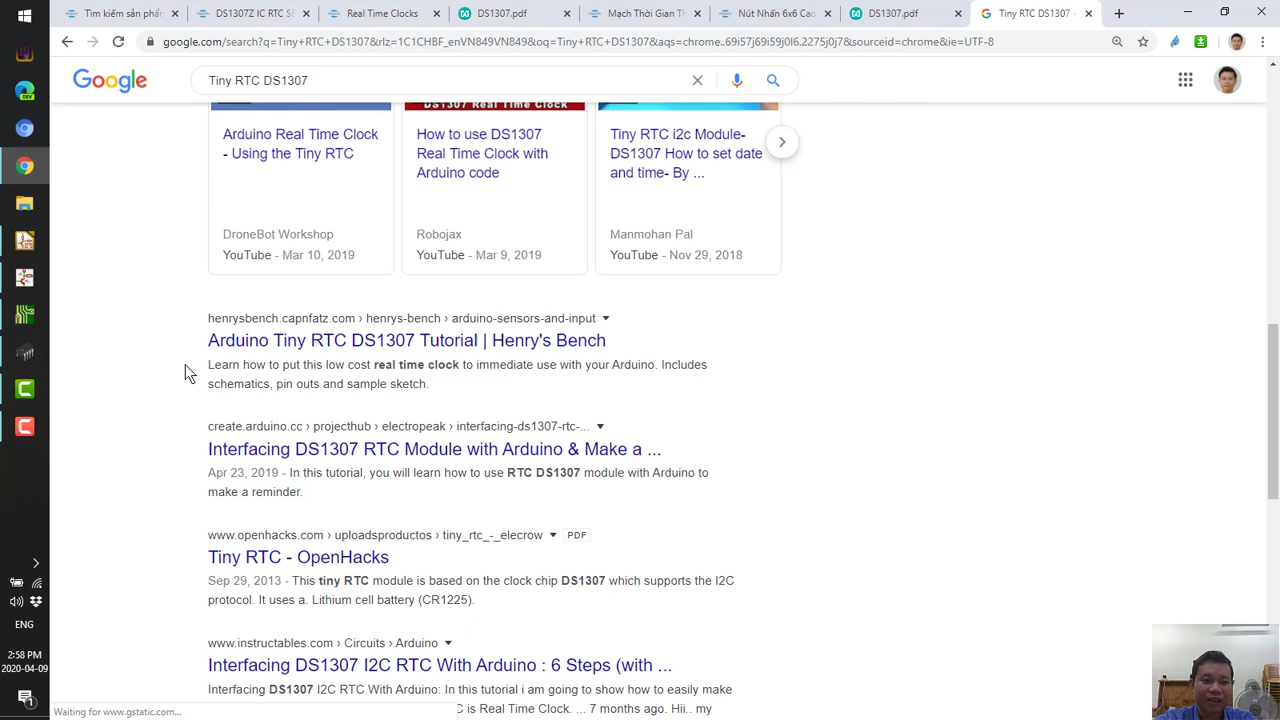 Tìm kiếm sản phẩm
DS1307Z IC RTC SE
Real Time Clocks
DS1307.pdf
Mạch Thời Gian Th
Nút Nhấn 6x6 Cao
DS1307.pdf
Tiny RTC DS1307 -
google.com/search?q=Tiny+RTC+DS1307&rlz=1C1CHBF_enVN849VN849&oq=Tiny+RTC+DS1307&aqs=chrome..69i57j69i59j0l6.2275j0j7&sourceid=chrome&ie=UTF-8
Google
Tiny RTC DS1307
DS1307 Real Time Clock
Arduino Real Time Clock
- Using the Tiny RTC
DroneBot Workshop
YouTube - Mar 10, 2019
How to use DS1307
Real Time Clock with
Arduino code
Robojax
YouTube - Mar 9, 2019
Tiny RTC i2c Module-
DS1307 How to set date
and time- By ...
Manmohan Pal
YouTube - Nov 29, 2018
henrysbench.capnfatz.com › henrys-bench › arduino-sensors-and-input
Arduino Tiny RTC DS1307 Tutorial | Henry's Bench
Learn how to put this low cost real time clock to immediate use with your Arduino. Includes
schematics, pin outs and sample sketch.
create.arduino.cc › projecthub › electropeak › interfacing-ds1307-rtc-...
Interfacing DS1307 RTC Module with Arduino & Make a ...
Apr 23, 2019 - In this tutorial, you will learn how to use RTC DS1307 module with Arduino to
make a reminder.
www.openhacks.com › uploadsproductos › tiny_rtc_-_elecrow
PDF
Tiny RTC - OpenHacks
Sep 29, 2013 - This tiny RTC module is based on the clock chip DS1307 which supports the I2C
protocol. It uses a. Lithium cell battery (CR1225).
www.instructables.com › Circuits › Arduino
Interfacing DS1307 I2C RTC With Arduino : 6 Steps (with ...
Interfacing DS1307 I2C RTC With Arduino: In this tutorial i am going to show how to easily make
C is Real Time Clock. ... 7 months ago. Hii.. my
Waiting for www.gstatic.com...
DEV
ENG
2:58 PM
2020-04-09
1